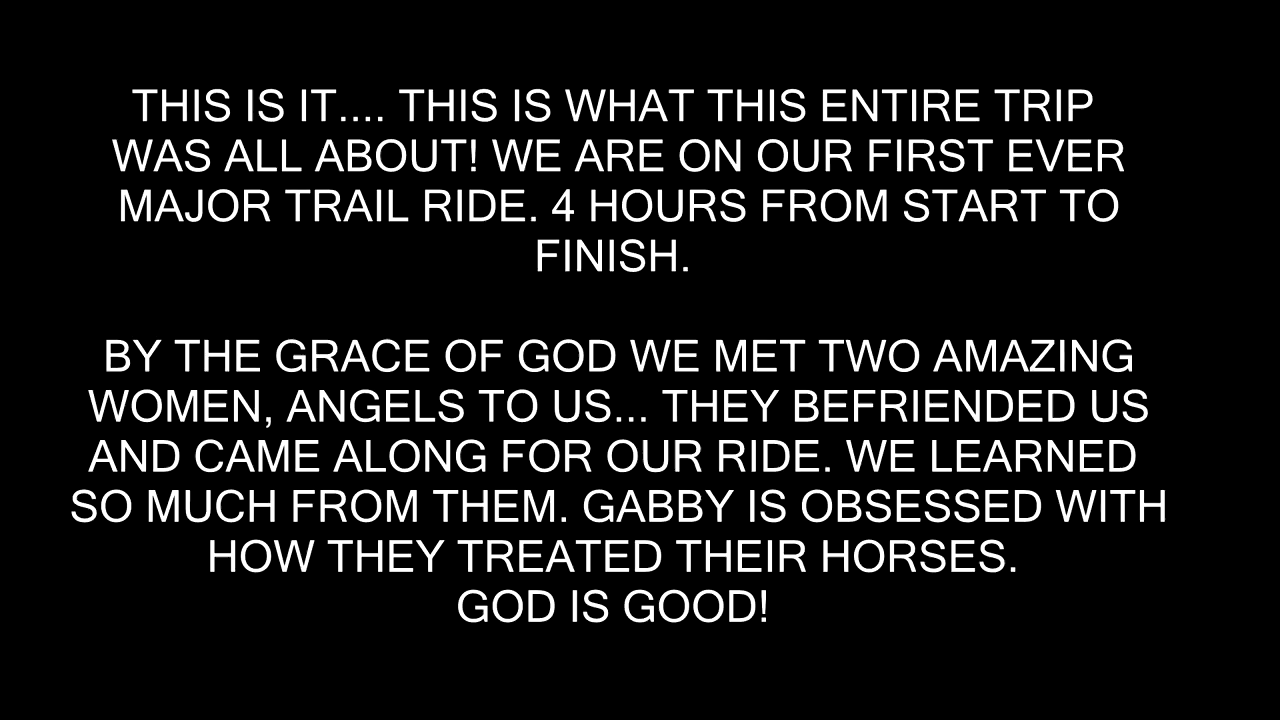 THIS IS IT.... THIS IS WHAT THIS ENTIRE TRIP
WAS ALL ABOUT! WE ARE ON OUR FIRST EVER
MAJOR TRAIL RIDE. 4 HOURS FROM START TO
FINISH.
BY THE GRACE OF GOD WE MET TWO AMAZING
WOMEN, ANGELS TO US... THEY BEFRIENDED US
AND CAME ALONG FOR OUR RIDE. WE LEARNED
SO MUCH FROM THEM. GABBY IS OBSESSED WITH
HOW THEY TREATED THEIR HORSES.
GOD IS GOOD!